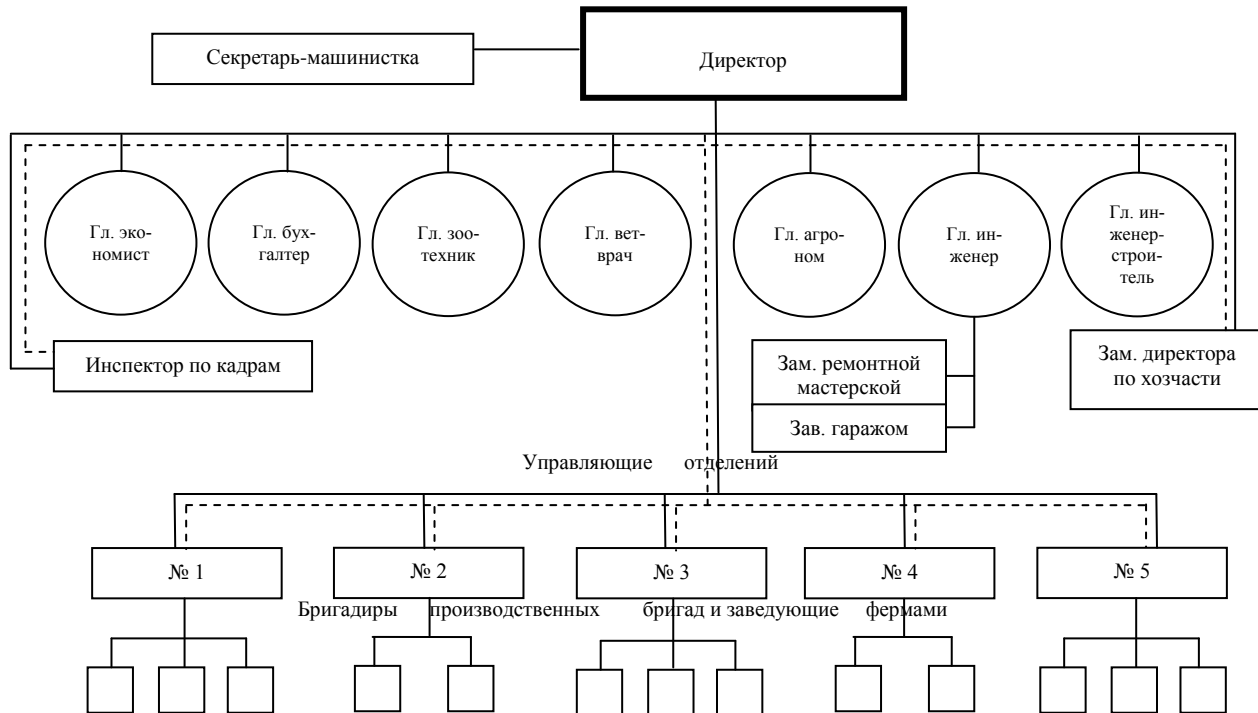 Секретарь-машинистка
Директор
Гл. эко-
номист
Гл. бух-
галтер
Гл. зоо-
техник
Гл. вет-
врач
Гл. агро-
ном
Гл. ин-
женер
Гл. ин-
женер-
строи-
тель
Инспектор по кадрам
Зам. ремонтной
мастерской
Зав. гаражом
Зам. директора
по хозчасти
Управляющие отделений
№ 1
№ 2
№ 3
№ 4
№ 5
Бригадиры производственных бригад и заведующие фермами